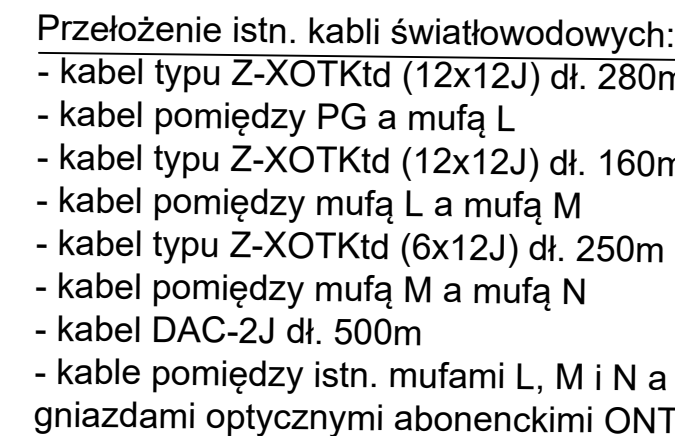 Przełożenie istn. kabli światłowodowych:
- kabel typu Z-XOTKtd (12x12J) dł. 280m
- kabel pomiędzy PG a mufą L
- kabel typu Z-XOTKtd (12x12J) dł. 160m
- kabel pomiędzy mufą L a mufą M
- kabel typu Z-XOTKtd (6x12J) dł. 250m
- kabel pomiędzy mufą M a mufą N
- kabel DAC-2J dł. 500m
- kable pomiędzy istn. mufami L, M i N a
gniazdami optycznymi abonenckimi ONT